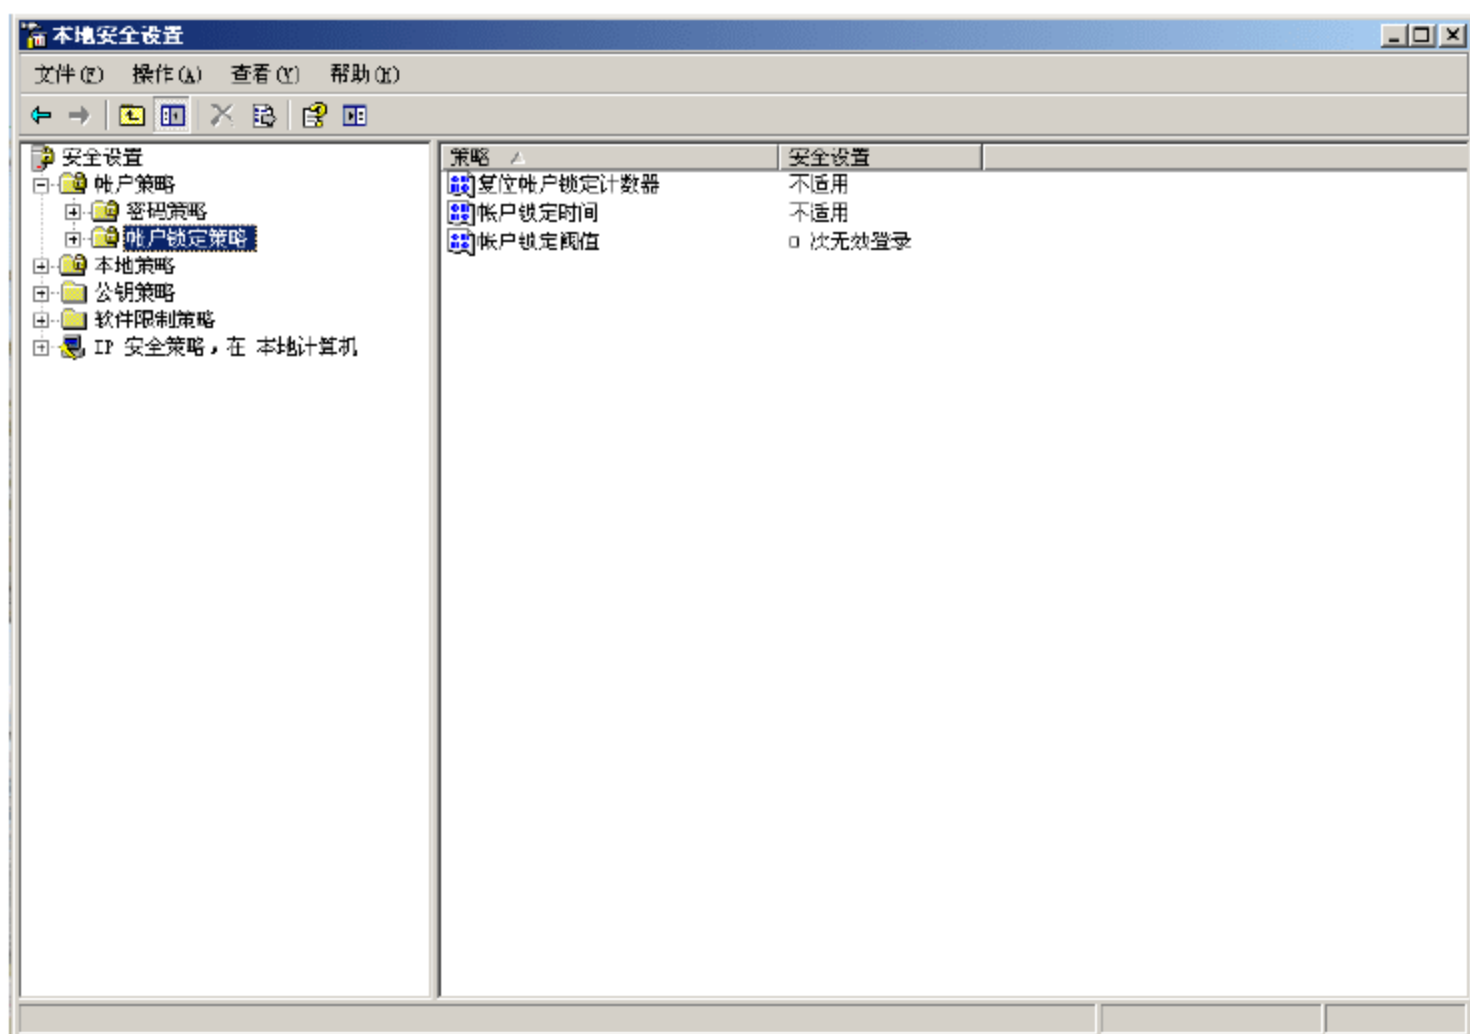 本地安全设置
文件(F) 操作(A) 查看(V) 帮助(H)
安全设置
帐户策略
密码策略
帐户锁定策略
本地策略
公钥策略
软件限制策略
IP 安全策略，在 本地计算机
策略 安全设置
复位帐户锁定计数器 不适用
帐户锁定时间 不适用
帐户锁定阈值 0 次无效登录